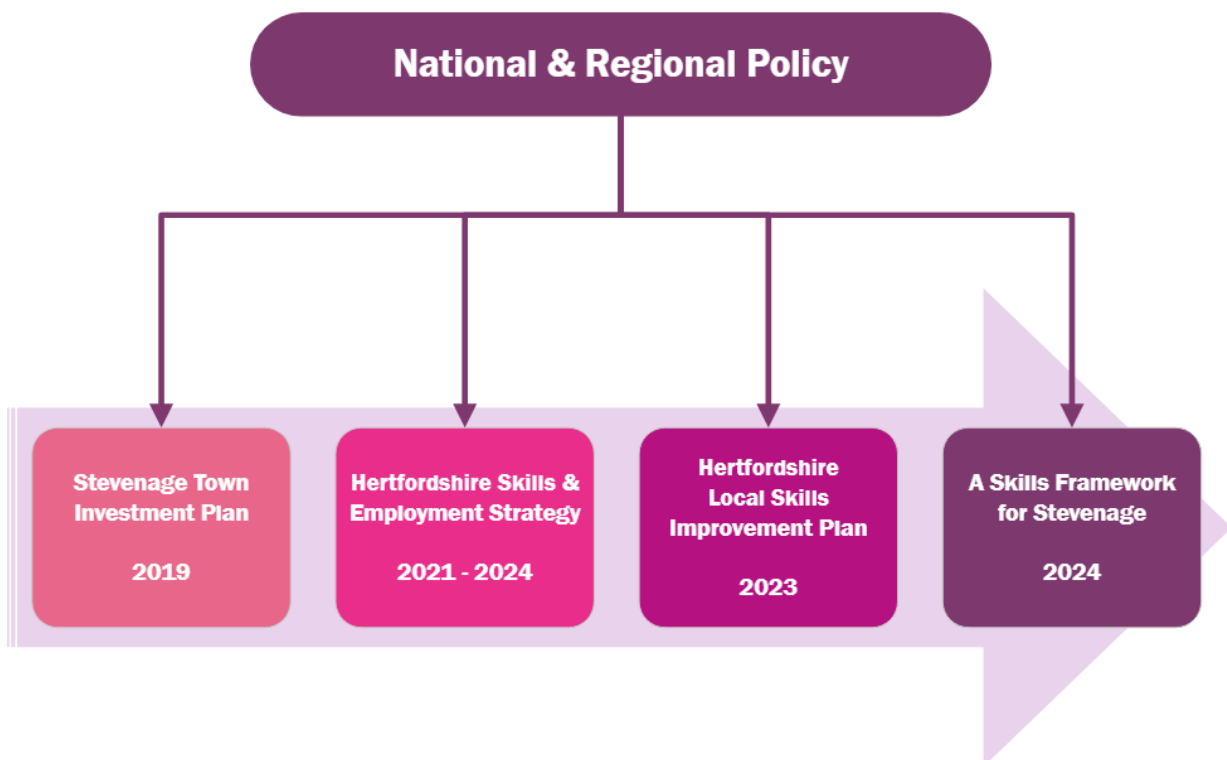 National & Regional Policy
Stevenage Town
Investment Plan
2019
Hertfordshire Skills &
Employment Strategy
2021 - 2024
Hertfordshire
Local Skills
Improvement Plan
2023
A Skills Framework
for Stevenage
2024